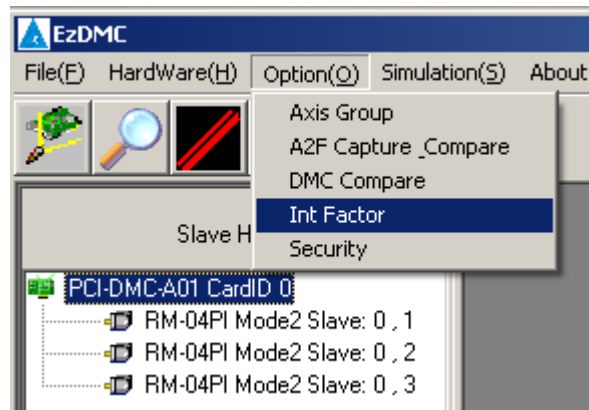 EzDMC
File(F) HardWare(H) Option(O) Simulation(S) About
Axis Group
A2F Capture _Compare
DMC Compare
Int Factor
Security
Slave H
PCI-DMC-A01 CardID 0
RM-04PI Mode2 Slave: 0 , 1
RM-04PI Mode2 Slave: 0 , 2
RM-04PI Mode2 Slave: 0 , 3